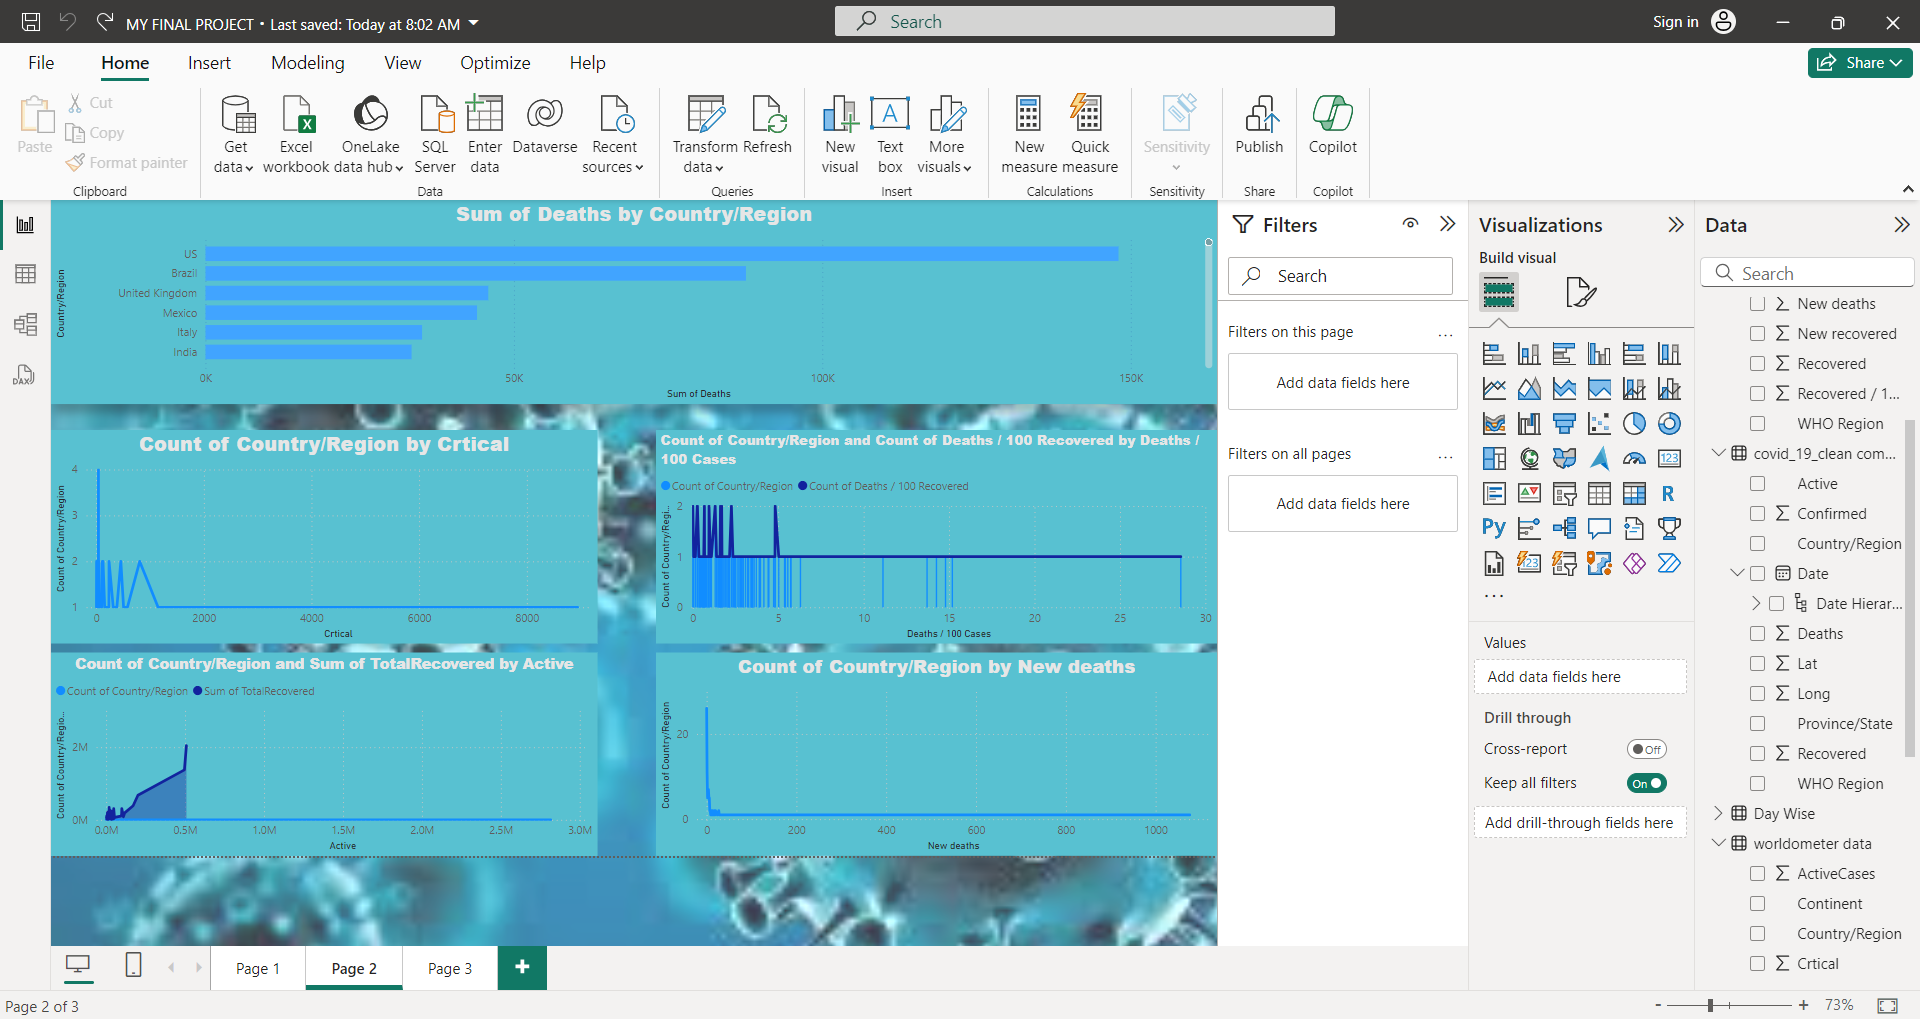 MY FINAL PROJECT • Last saved: Today at 8:02 AM
Search
Sign in
File Home Insert Modeling View Optimize Help
Share
Paste
Cut
Copy
Format painter
Clipboard
Get data
Excel workbook
OneLake data hub
SQL Server
Enter data
Dataverse
Recent sources
Data
Transform data
Refresh
Queries
New visual
Text box
More visuals
Insert
New measure
Quick measure
Calculations
Sensitivity
Sensitivity
Publish
Share
Copilot
Copilot
DAX
Sum of Deaths by Country/Region
Country/Region
US
Brazil
United Kingdom
Mexico
Italy
India
0K 50K 100K 150K
Sum of Deaths
Count of Country/Region by Crtical
Count of Country/Region
4
3
2
1
0 2000 4000 6000 8000
Crtical
Count of Country/Region and Count of Deaths / 100 Recovered by Deaths /
100 Cases
Count of Country/Region Count of Deaths / 100 Recovered
Count of Country/Regi...
2
1
0
0 5 10 15 20 25 30
Deaths / 100 Cases
Count of Country/Region and Sum of TotalRecovered by Active
Count of Country/Region Sum of TotalRecovered
Count of Country/Regio...
2M
0M
0.0M 0.5M 1.0M 1.5M 2.0M 2.5M 3.0M
Active
Count of Country/Region by New deaths
Count of Country/Region
20
0
0 200 400 600 800 1000
New deaths
Filters
Search
Filters on this page
...
Add data fields here
Filters on all pages
...
Add data fields here
Visualizations
Build visual
123
R
Py
123
...
Values
Add data fields here
Drill through
Cross-report
Off
Keep all filters
On
Add drill-through fields here
Data
Search
New deaths
New recovered
Recovered
Recovered / 1...
WHO Region
covid_19_clean com...
Active
Confirmed
Country/Region
Date
Date Hierar...
Deaths
Lat
Long
Province/State
Recovered
WHO Region
Day Wise
worldometer data
ActiveCases
Continent
Country/Region
Crtical
Page 1 Page 2 Page 3 +
Page 2 of 3
- + 73%